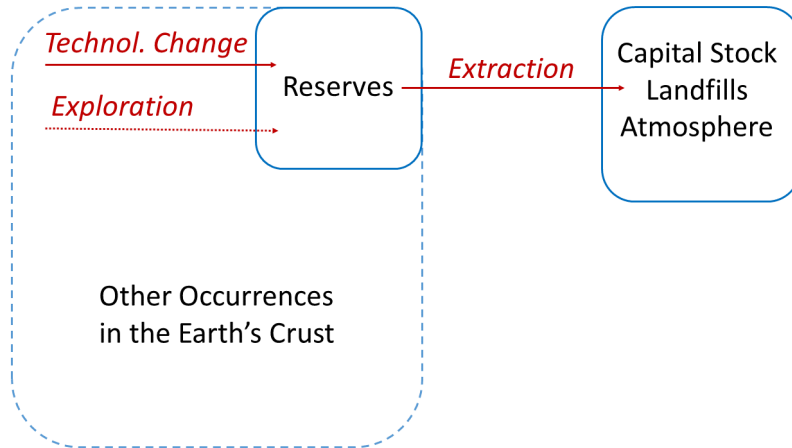 Technol. Change
Exploration
Reserves
Extraction
Capital Stock
Landfills
Atmosphere
Other Occurrences
in the Earth’s Crust